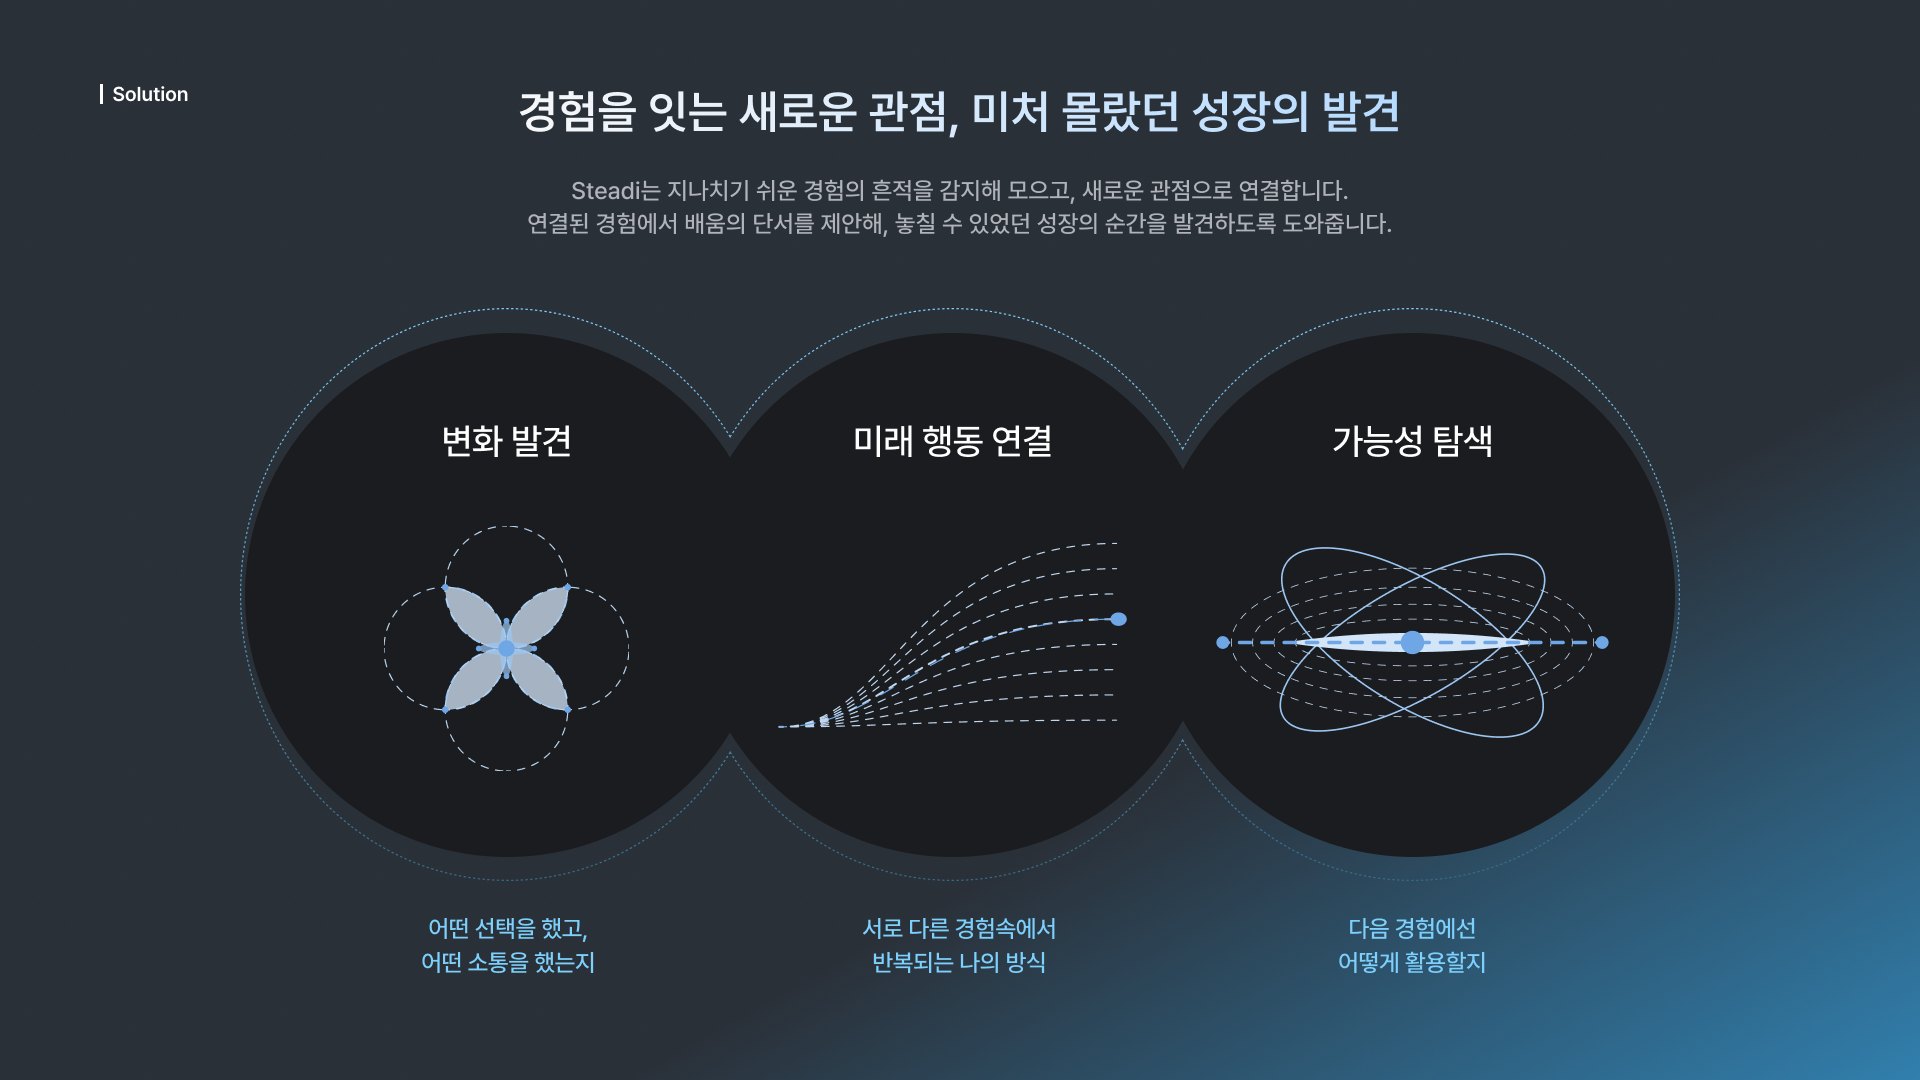 Solution
경험을 잇는 새로운 관점, 미처 몰랐던 성장의 발견
Steadi는 지나치기 쉬운 경험의 흔적을 감지해 모으고, 새로운 관점으로 연결합니다.
연결된 경험에서 배움의 단서를 제안해, 놓칠 수 있었던 성장의 순간을 발견하도록 도와줍니다.
변화 발견
미래 행동 연결
가능성 탐색
어떤 선택을 했고,
어떤 소통을 했는지
서로 다른 경험속에서
반복되는 나의 방식
다음 경험에선
어떻게 활용할지